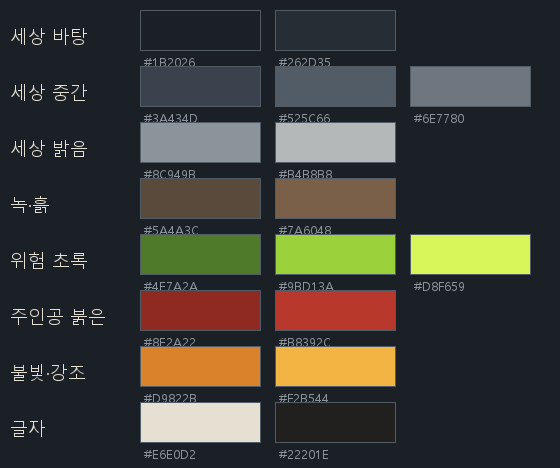 세상 바탕
#1B2026 #262D35
세상 중간
#3A434D #525C66 #6E7780
세상 밝음
#8C949B #B4B8B8
녹·흙
#5A4A3C #7A6048
위험 초록
#4F7A2A #9BD13A #D8F659
주인공 붉은
#8F2A22 #B8392C
불빛·강조
#D9822B #F2B544
글자
#E6E0D2 #22201E